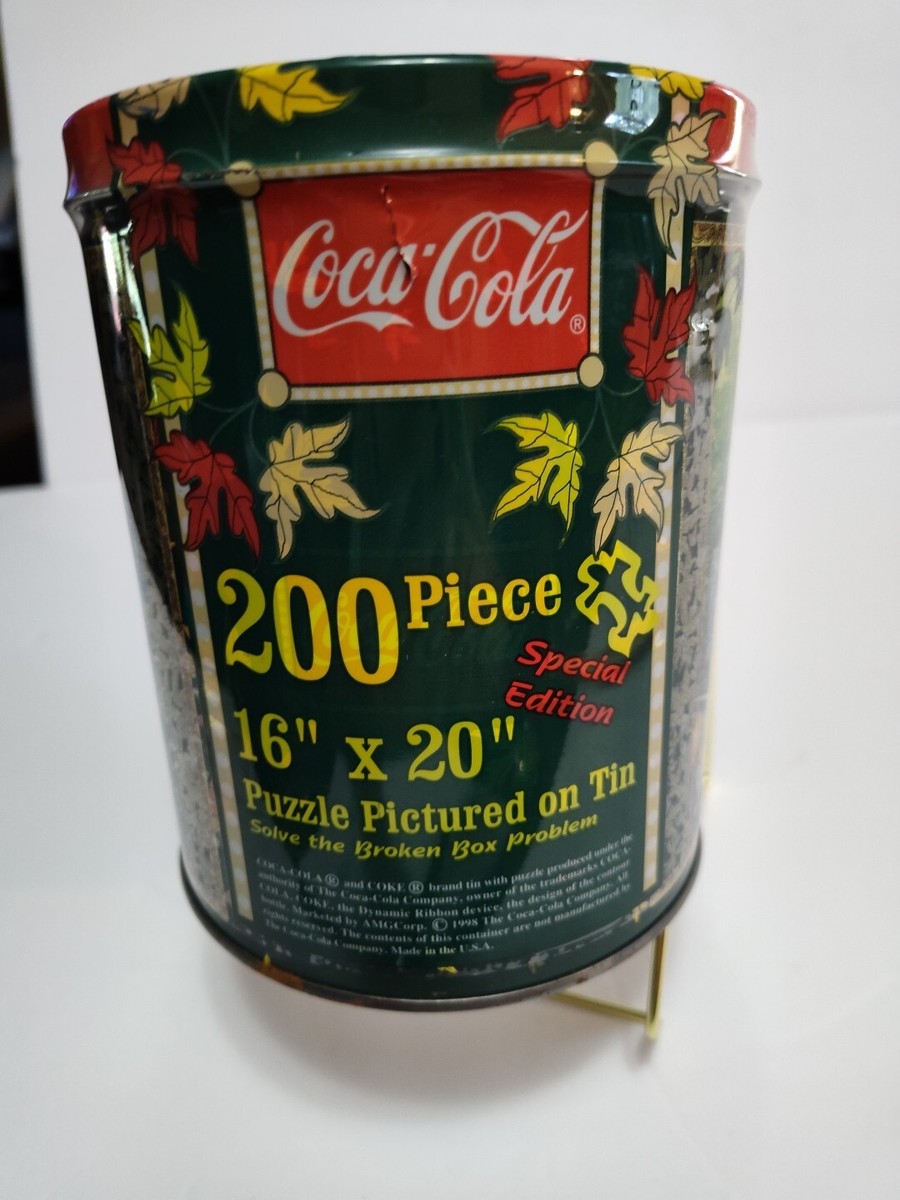 Coca-Cola®
200 Piece
Special
Edition
16" x 20"
Puzzle Pictured on Tin
Solve the Broken Box Problem
COCA-COLA ® and COKE ® brand tin with puzzle produced under the
authority of The Coca-Cola Company, owner of the trademarks COCA-
COLA, COKE, the Dynamic Ribbon device, the design of the contour
bottle. Marketed by AMGCorp. © 1998 The Coca-Cola Company. All
rights reserved. The contents of this container are not manufactured by
The Coca-Cola Company. Made in the U.S.A.